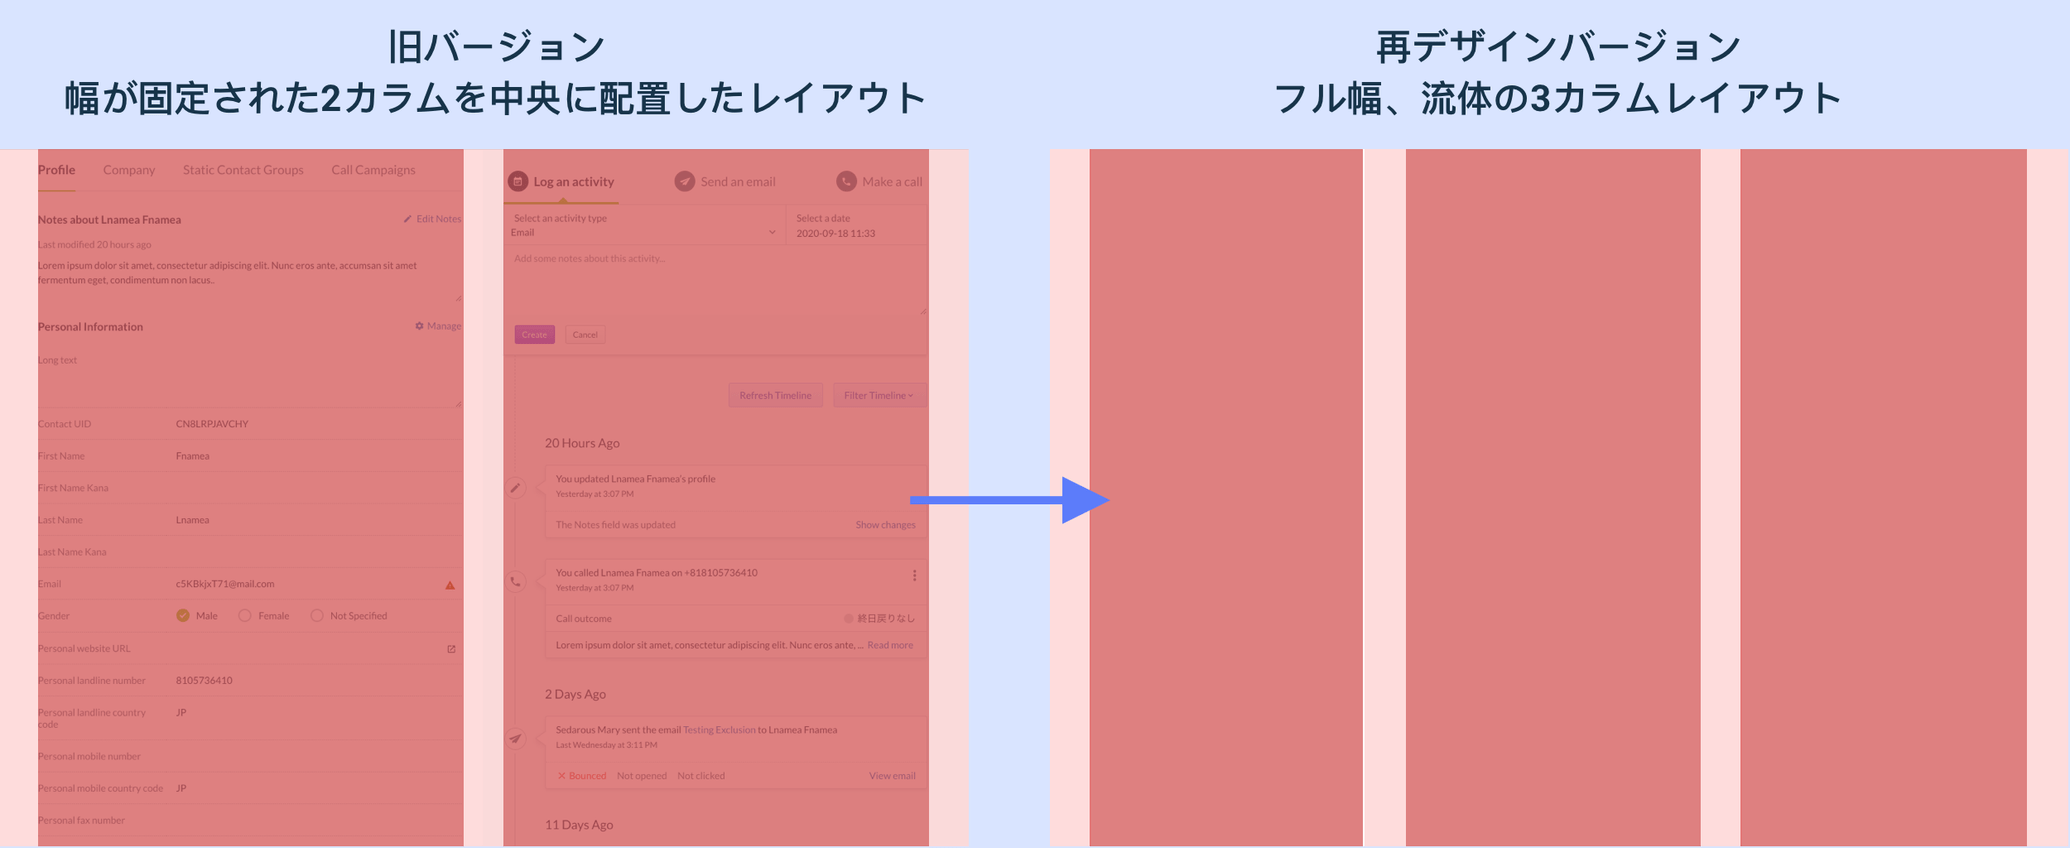 旧バージョン
幅が固定された2カラムを中央に配置したレイアウト
再デザインバージョン
フル幅、流体の3カラムレイアウト
Profile
Company
Static Contact Groups
Call Campaigns
Notes about Lnamea Fnamea
Edit Notes
Last modified 20 hours ago
Lorem ipsum dolor sit amet, consectetur adipiscing elit. Nunc eros ante, accumsan sit amet
fermentum eget, condimentum non lacus..
Personal Information
Manage
Long text
Contact UID
CN8LRPJAVCHY
First Name
Fnamea
First Name Kana
Last Name
Lnamea
Last Name Kana
Email
c5KBkjxT71@mail.com
Gender
Male
Female
Not Specified
Personal website URL
Personal landline number
8105736410
Personal landline country
code
JP
Personal mobile number
Personal mobile country code
JP
Personal fax number
Log an activity
Send an email
Make a call
Select an activity type
Email
Select a date
2020-09-18 11:33
Add some notes about this activity...
Create
Cancel
Refresh Timeline
Filter Timeline
20 Hours Ago
You updated Lnamea Fnamea's profile
Yesterday at 3:07 PM
The Notes field was updated
Show changes
You called Lnamea Fnamea on +818105736410
Yesterday at 3:07 PM
Call outcome
終日戻りなし
Lorem ipsum dolor sit amet, consectetur adipiscing elit. Nunc eros ante, ...
Read more
2 Days Ago
Sedarous Mary sent the email Testing Exclusion to Lnamea Fnamea
Last Wednesday at 3:11 PM
Bounced
Not opened
Not clicked
View email
11 Days Ago